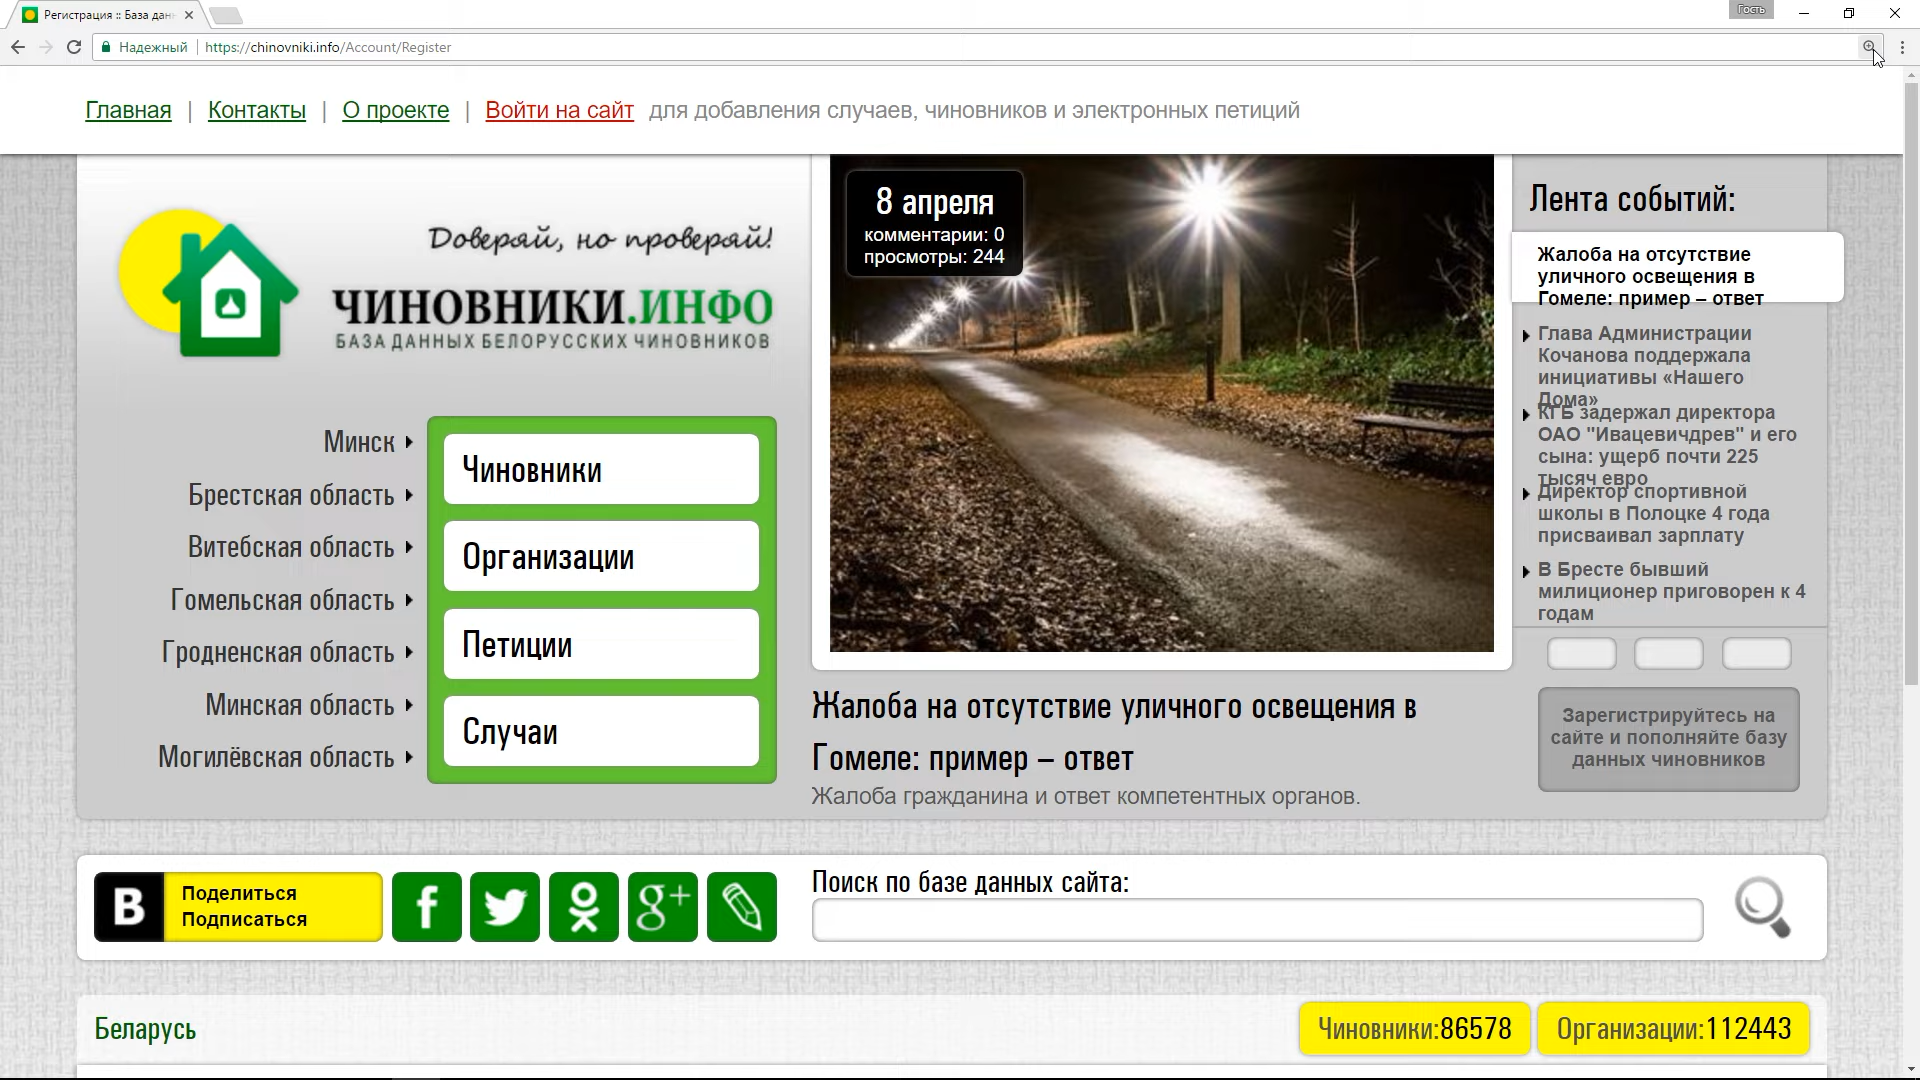 Регистрация :: База дан
Гость
Надежный
https://chinovniki.info/Account/Register
Главная | Контакты | О проекте | Войти на сайт для добавления случаев, чиновников и электронных петиций
Доверяй, но проверяй!
ЧИНОВНИКИ.ИНФО
БАЗА ДАННЫХ БЕЛОРУССКИХ ЧИНОВНИКОВ
Минск
Брестская область
Витебская область
Гомельская область
Гродненская область
Минская область
Могилёвская область
Чиновники
Организации
Петиции
Случаи
8 апреля
комментарии: 0
просмотры: 244
Жалоба на отсутствие уличного освещения в
Гомеле: пример – ответ
Жалоба гражданина и ответ компетентных органов.
Лента событий:
Жалоба на отсутствие
уличного освещения в
Гомеле: пример – ответ
Глава Администрации
Кочанова поддержала
инициативы «Нашего
Дома»
КГБ задержал директора
ОАО "Ивацевичдрев" и его
сына: ущерб почти 225
тысяч евро
Директор спортивной
школы в Полоцке 4 года
присваивал зарплату
В Бресте бывший
милиционер приговорен к 4
годам
Зарегистрируйтесь на
сайте и пополняйте базу
данных чиновников
В
Поделиться
Подписаться
f
g+
Поиск по базе данных сайта:
Беларусь
Чиновники:86578
Организации:112443